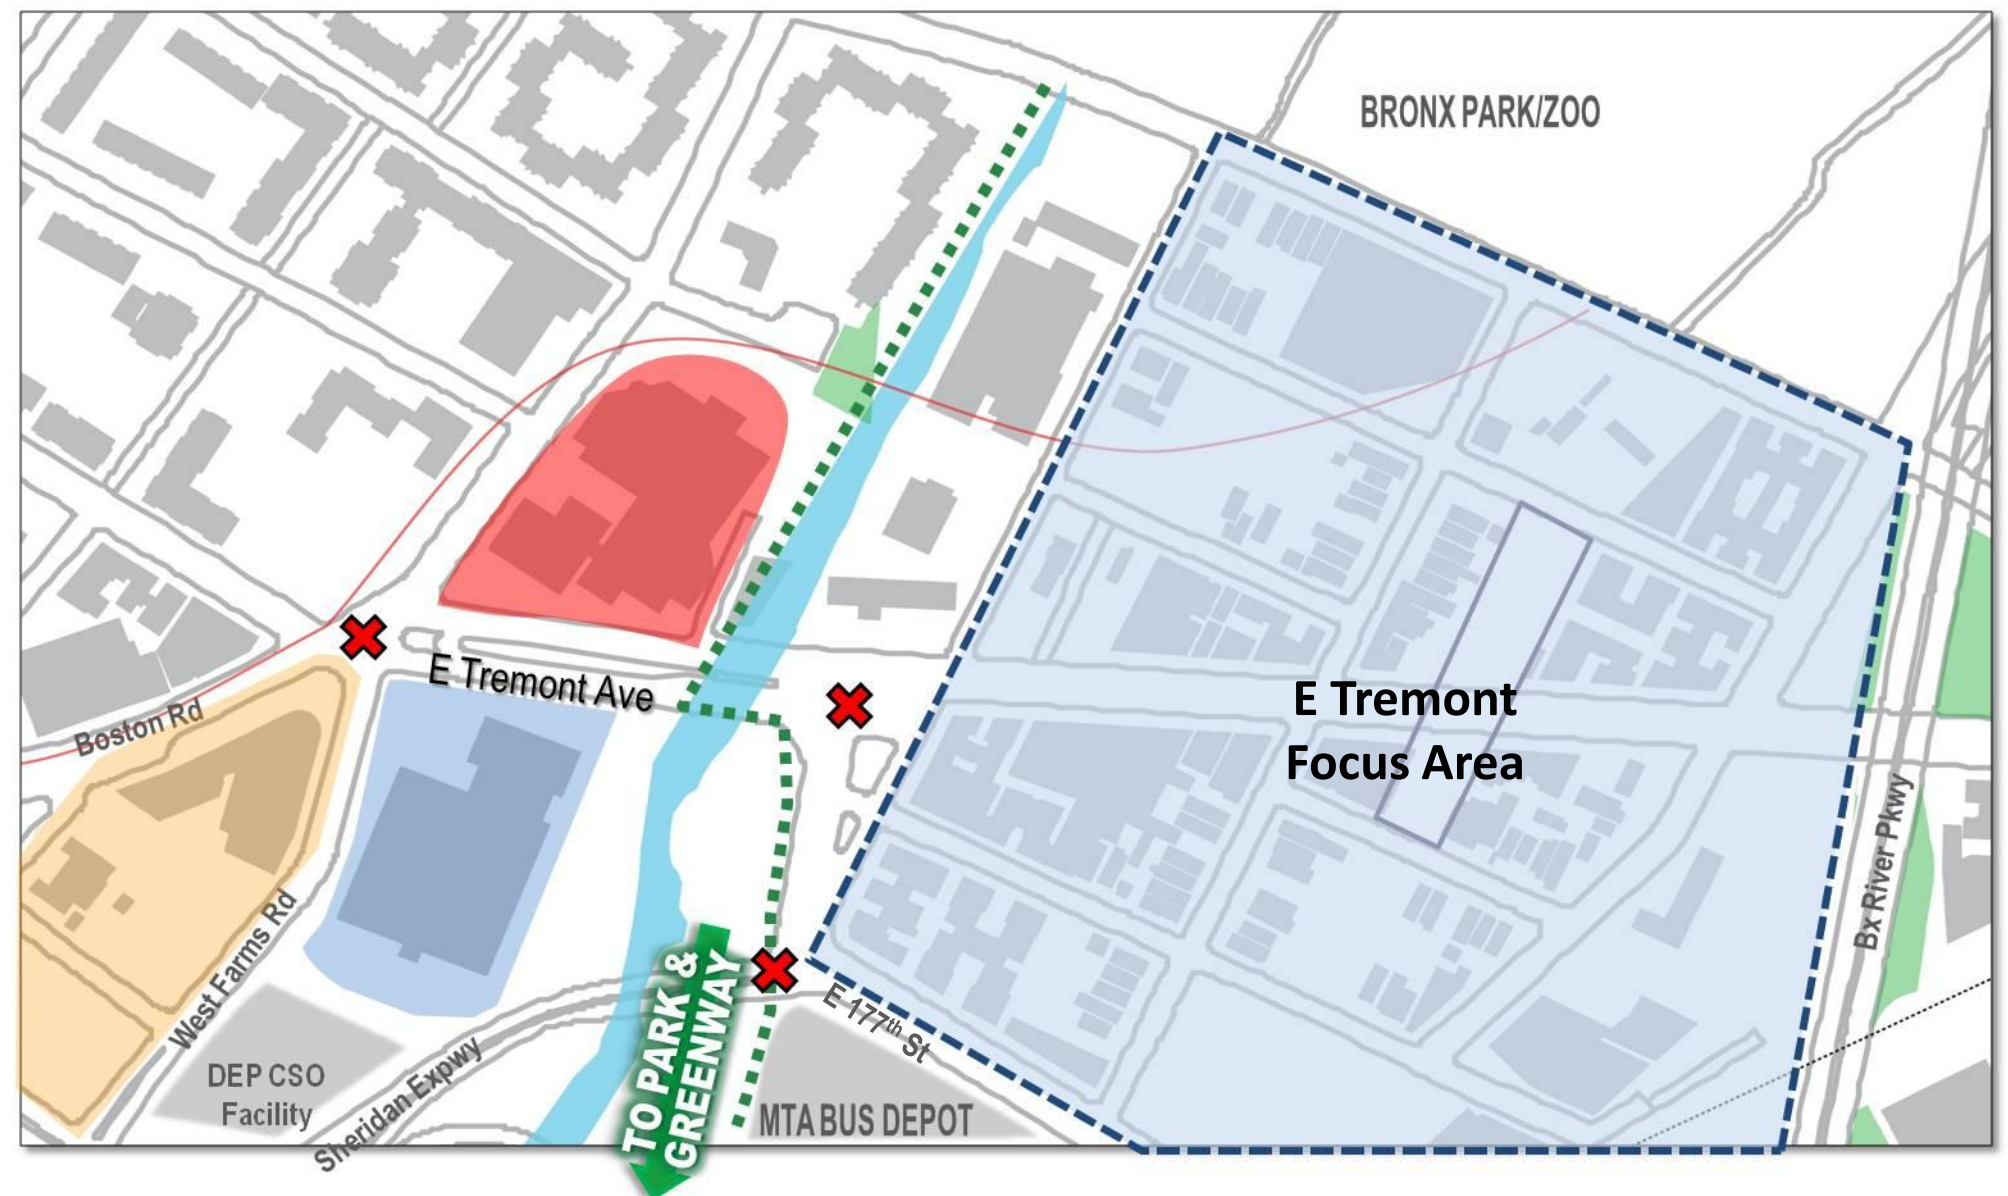 BRONX PARK/ZOO
E Tremont Ave
E Tremont
Focus Area
Boston Rd
Bx River Pkwy
West Farms Rd
TO PARK &
GREENWAY
E 177th St
DEP CSO
Facility
Sheridan Expwy
MTA BUS DEPOT